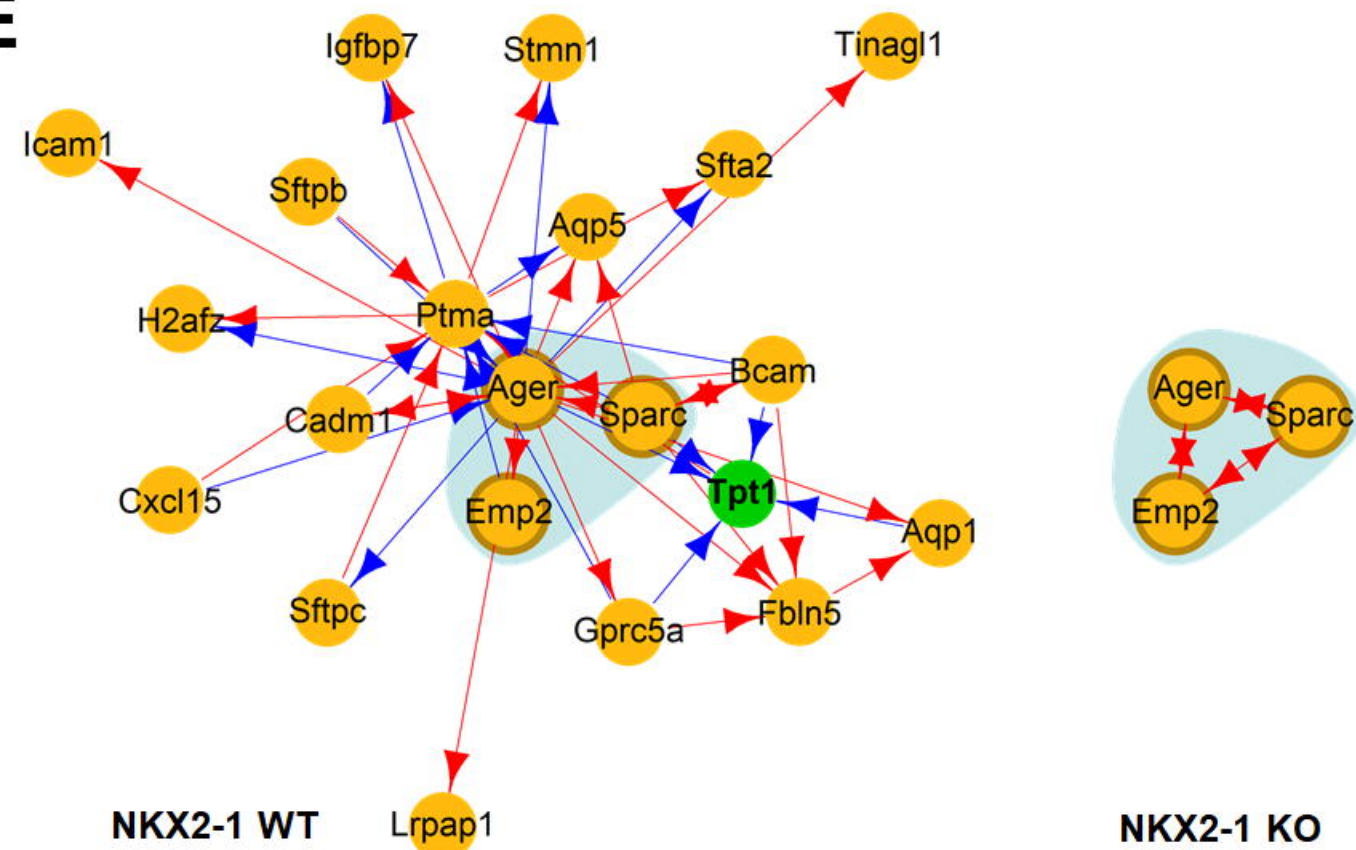 E
Igfbp7
Stmn1
Tinagl1
Icam1
Sftpb
Sfta2
Aqp5
H2afz
Ptma
Bcam
Ager
Cadm1
Sparc
Cxcl15
Emp2
Tpt1
Aqp1
Sftpc
Gprc5a
Fbln5
Lrpap1
NKX2-1 WT
Ager
Sparc
Emp2
NKX2-1 KO